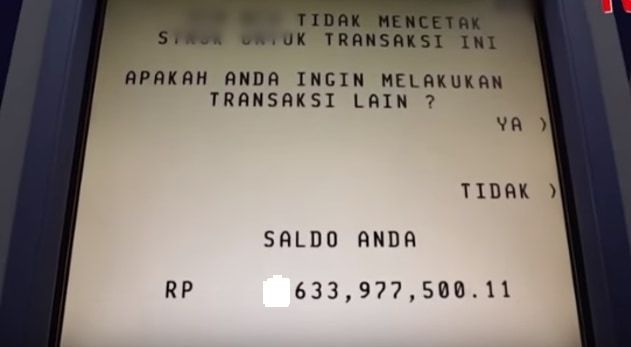 TIDAK MENCETAK
UNTUK TRANSAKSI INI
APAKAH ANDA INGIN MELAKUKAN
TRANSAKSI LAIN ?
YA )
TIDAK )
SALDO ANDA
RP 633,977,500.11